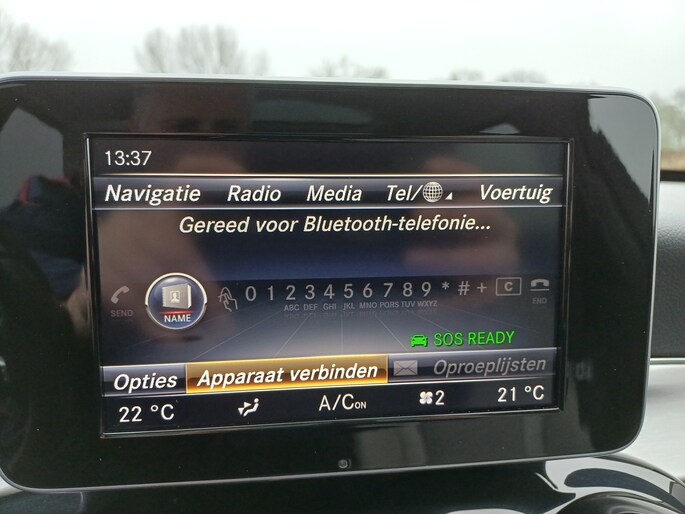 13:37
Navigatie Radio Media Tel/ Voertuig
Gereed voor Bluetooth-telefonie...
SEND NAME 0 1 2 3 4 5 6 7 8 9 * # + C END
ABC DEF GHI JKL MNO PQRS TUV WXYZ
SOS READY
Opties Apparaat verbinden Oproeplijsten
22 °C A/C ON 2 21 °C